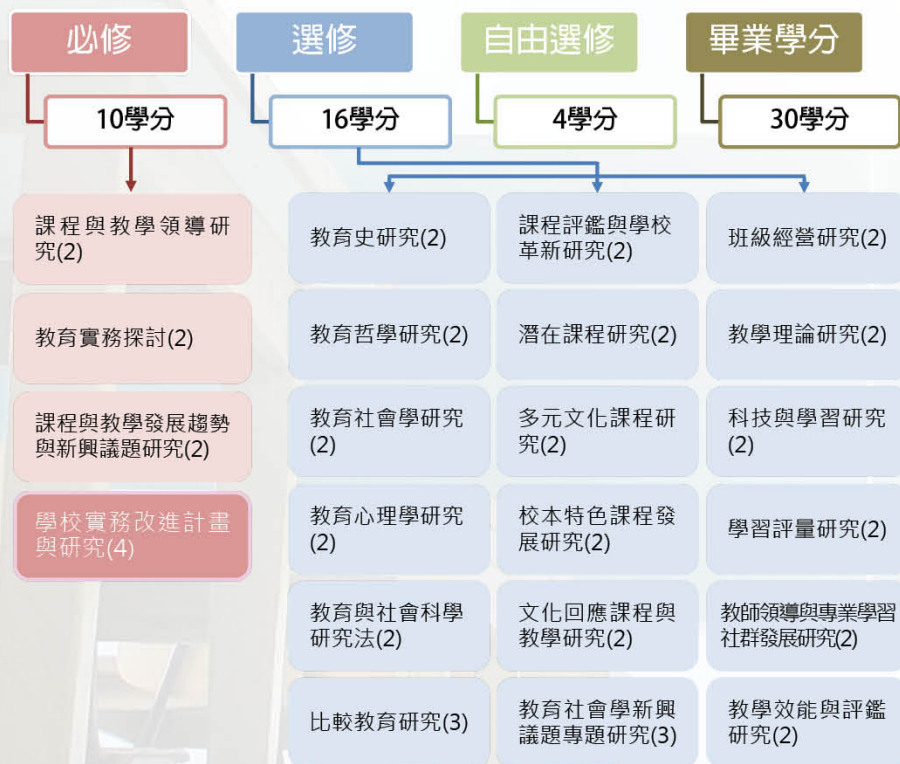 必修
選修
自由選修
畢業學分
10學分
16學分
4學分
30學分
課程與教學領導研
究(2)
教育實務探討(2)
課程與教學發展趨勢
與新興議題研究(2)
學校實務改進計畫
與研究(4)
教育史研究(2)
教育哲學研究(2)
教育社會學研究
(2)
教育心理學研究
(2)
教育與社會科學
研究法(2)
比較教育研究(3)
課程評鑑與學校
革新研究(2)
潛在課程研究(2)
多元文化課程研
究(2)
校本特色課程發
展研究(2)
文化回應課程與
教學研究(2)
教育社會學新興
議題專題研究(3)
班級經營研究(2)
教學理論研究(2)
科技與學習研究
(2)
學習評量研究(2)
教師領導與專業學習
社群發展研究(2)
教學效能與評鑑
研究(2)